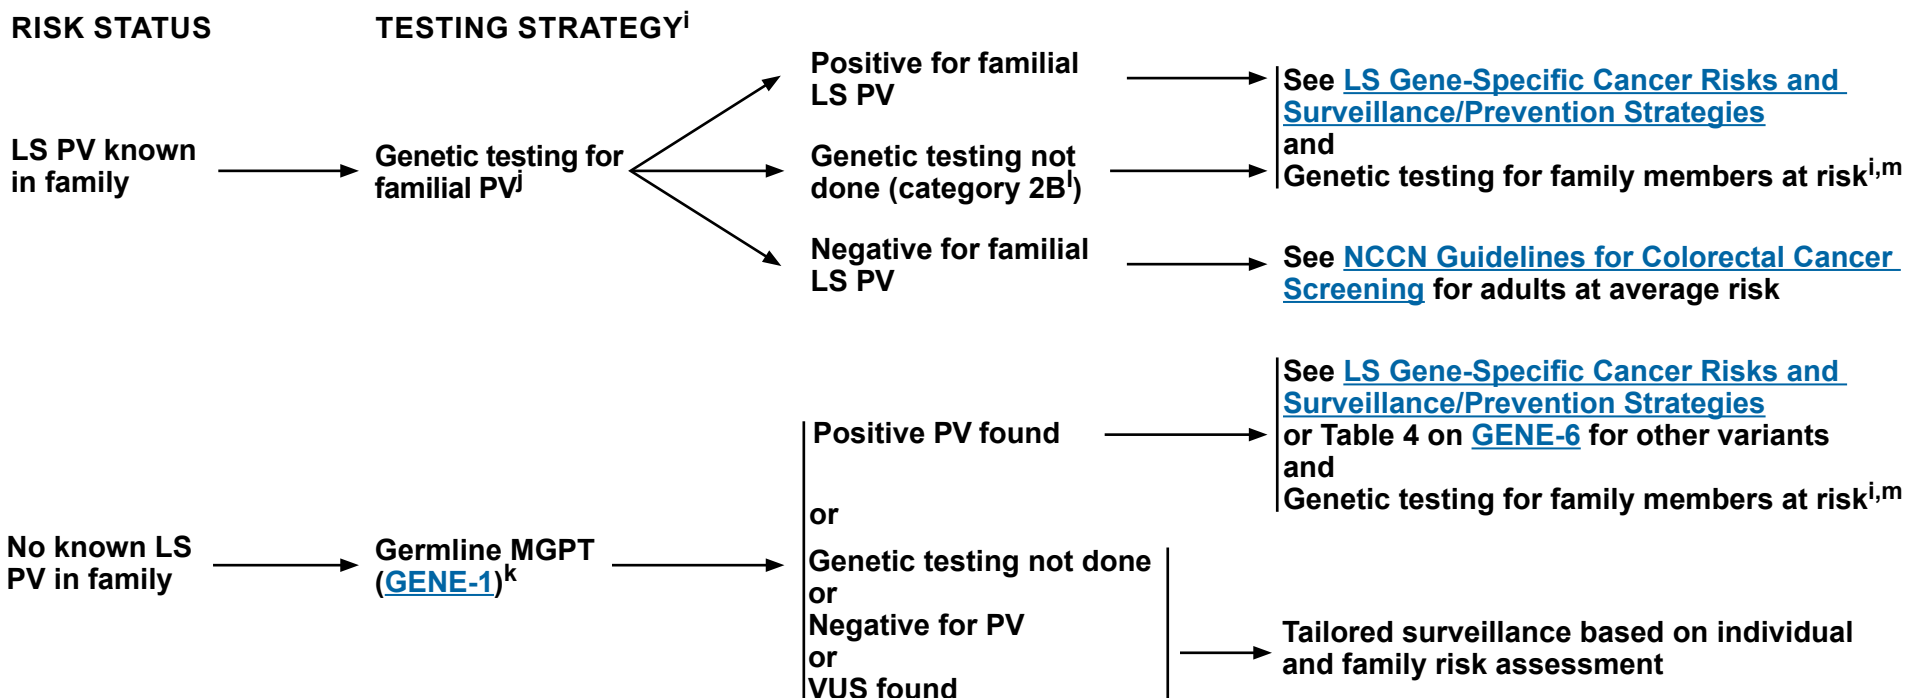 RISK STATUS
TESTING STRATEGYi
LS PV known
in family
Genetic testing for
familial PVj
Positive for familial
LS PV
Genetic testing not
done (category 2Bl)
Negative for familial
LS PV
See LS Gene-Specific Cancer Risks and
Surveillance/Prevention Strategies
and
Genetic testing for family members at riski,m
See NCCN Guidelines for Colorectal Cancer
Screening for adults at average risk
No known LS
PV in family
Germline MGPT
(GENE-1)k
Positive PV found
or
Genetic testing not done
or
Negative for PV
or
VUS found
See LS Gene-Specific Cancer Risks and
Surveillance/Prevention Strategies
or Table 4 on GENE-6 for other variants
and
Genetic testing for family members at riski,m
Tailored surveillance based on individual
and family risk assessment